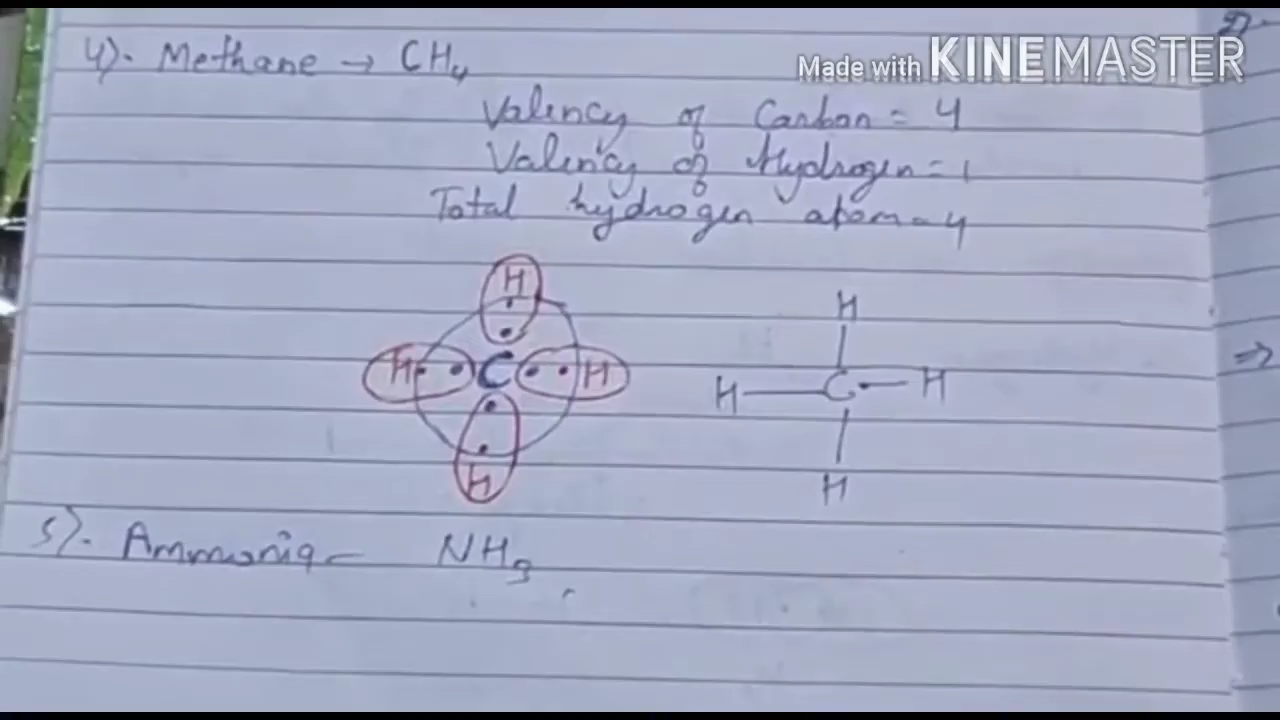 Made with KINEMASTER
4). Methane → CH₄
Valency of Carbon = 4
Valency of Hydrogen = 1
Total hydrogen atom = 4
H
H C H
H
H
H — C — H
H
⇒
5). Ammonia — NH₃